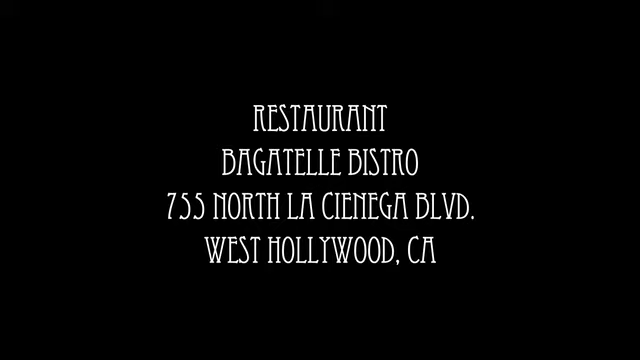 RESTAURANT
BAGATELLE BISTRO
755 NORTH LA CIENEGA BLVD.
WEST HOLLYWOOD, CA